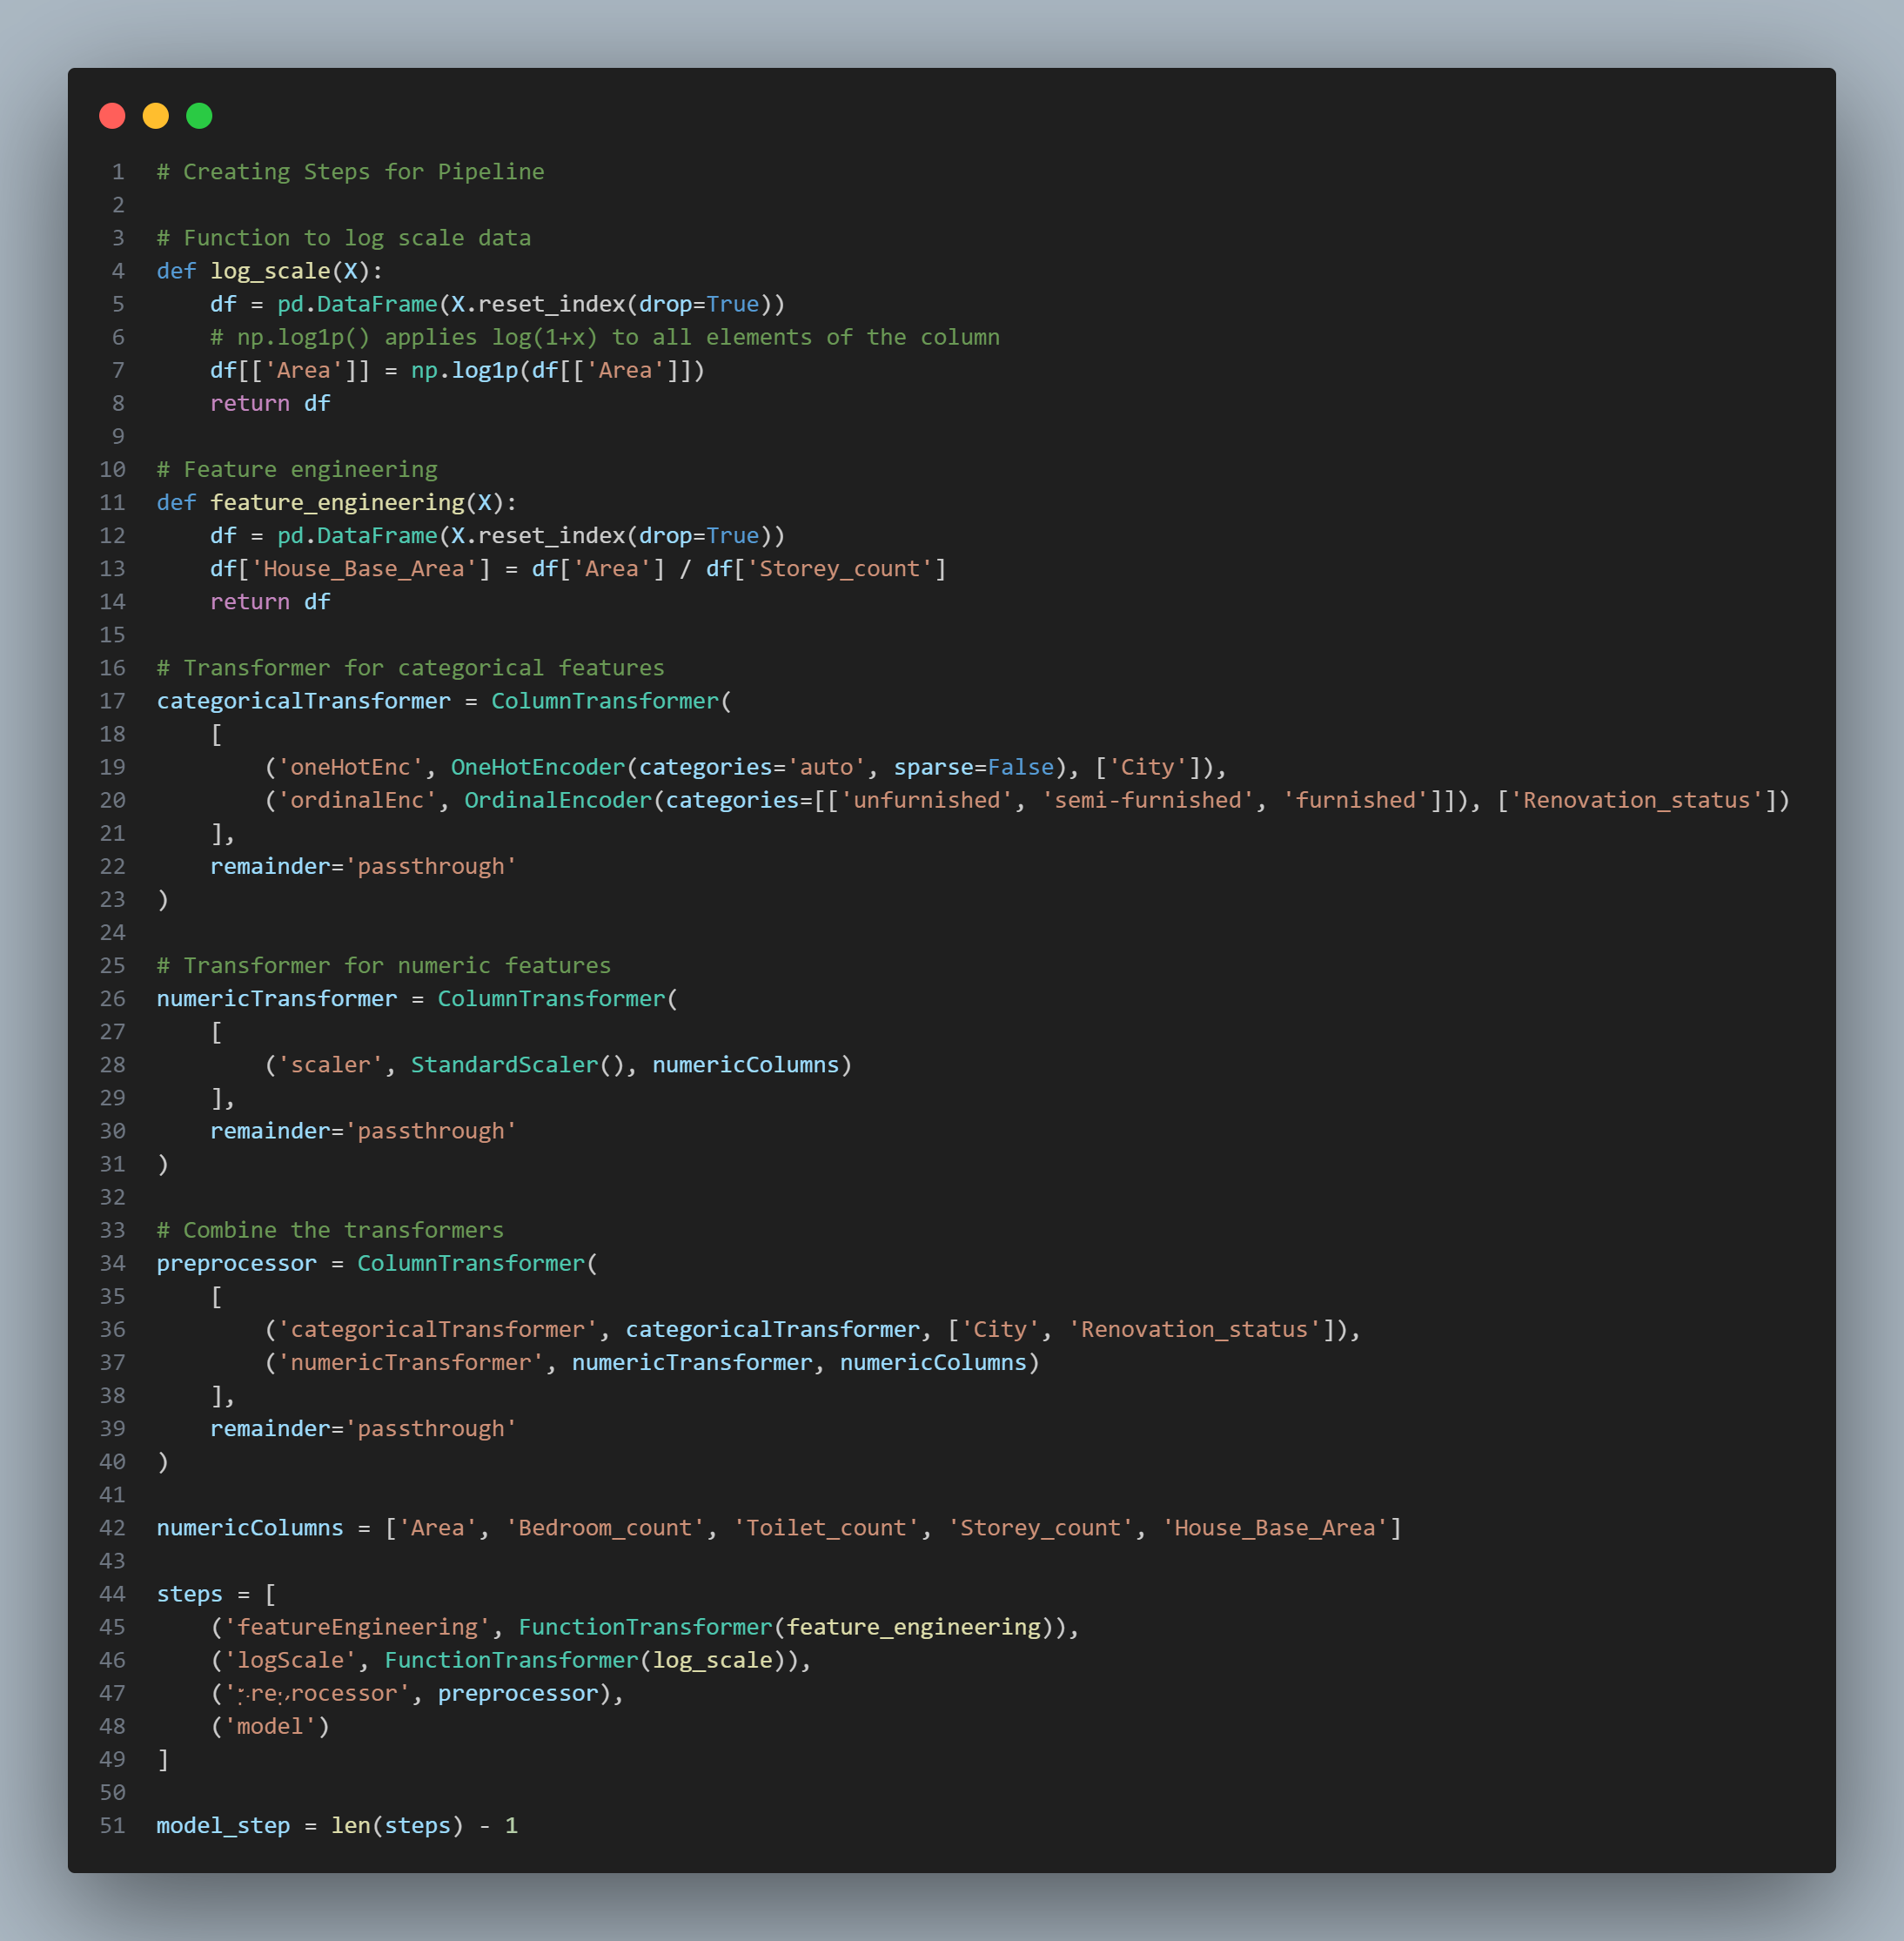 1 # Creating Steps for Pipeline
2
3 # Function to log scale data
4 def log_scale(X):
5     df = pd.DataFrame(X.reset_index(drop=True))
6     # np.log1p() applies log(1+x) to all elements of the column
7     df[['Area']] = np.log1p(df[['Area']])
8     return df
9
10 # Feature engineering
11 def feature_engineering(X):
12     df = pd.DataFrame(X.reset_index(drop=True))
13     df['House_Base_Area'] = df['Area'] / df['Storey_count']
14     return df
15
16 # Transformer for categorical features
17 categoricalTransformer = ColumnTransformer(
18     [
19         ('oneHotEnc', OneHotEncoder(categories='auto', sparse=False), ['City']),
20         ('ordinalEnc', OrdinalEncoder(categories=[['unfurnished', 'semi-furnished', 'furnished']]), ['Renovation_status'])
21     ],
22     remainder='passthrough'
23 )
24
25 # Transformer for numeric features
26 numericTransformer = ColumnTransformer(
27     [
28         ('scaler', StandardScaler(), numericColumns)
29     ],
30     remainder='passthrough'
31 )
32
33 # Combine the transformers
34 preprocessor = ColumnTransformer(
35     [
36         ('categoricalTransformer', categoricalTransformer, ['City', 'Renovation_status']),
37         ('numericTransformer', numericTransformer, numericColumns)
38     ],
39     remainder='passthrough'
40 )
41
42 numericColumns = ['Area', 'Bedroom_count', 'Toilet_count', 'Storey_count', 'House_Base_Area']
43
44 steps = [
45     ('featureEngineering', FunctionTransformer(feature_engineering)),
46     ('logScale', FunctionTransformer(log_scale)),
47     (' ', preprocessor),
48     ('model')
49 ]
50
51 model_step = len(steps) - 1